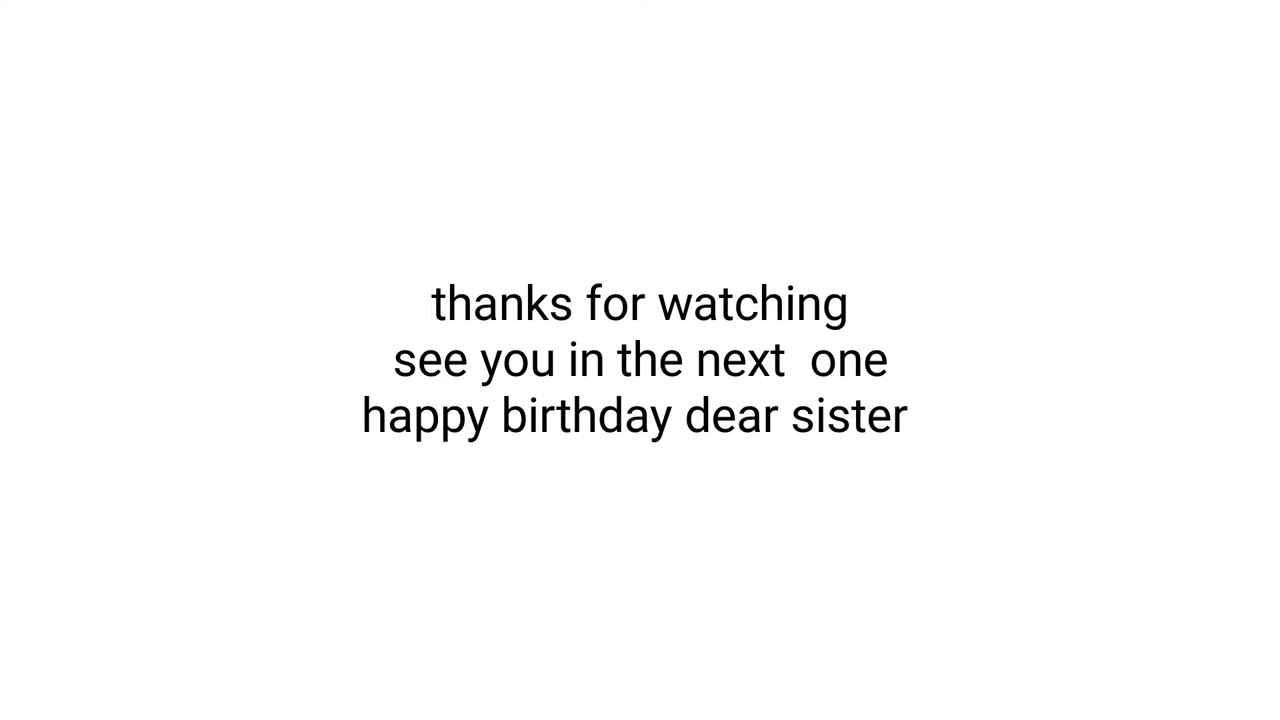 thanks for watching
see you in the next  one
happy birthday dear sister